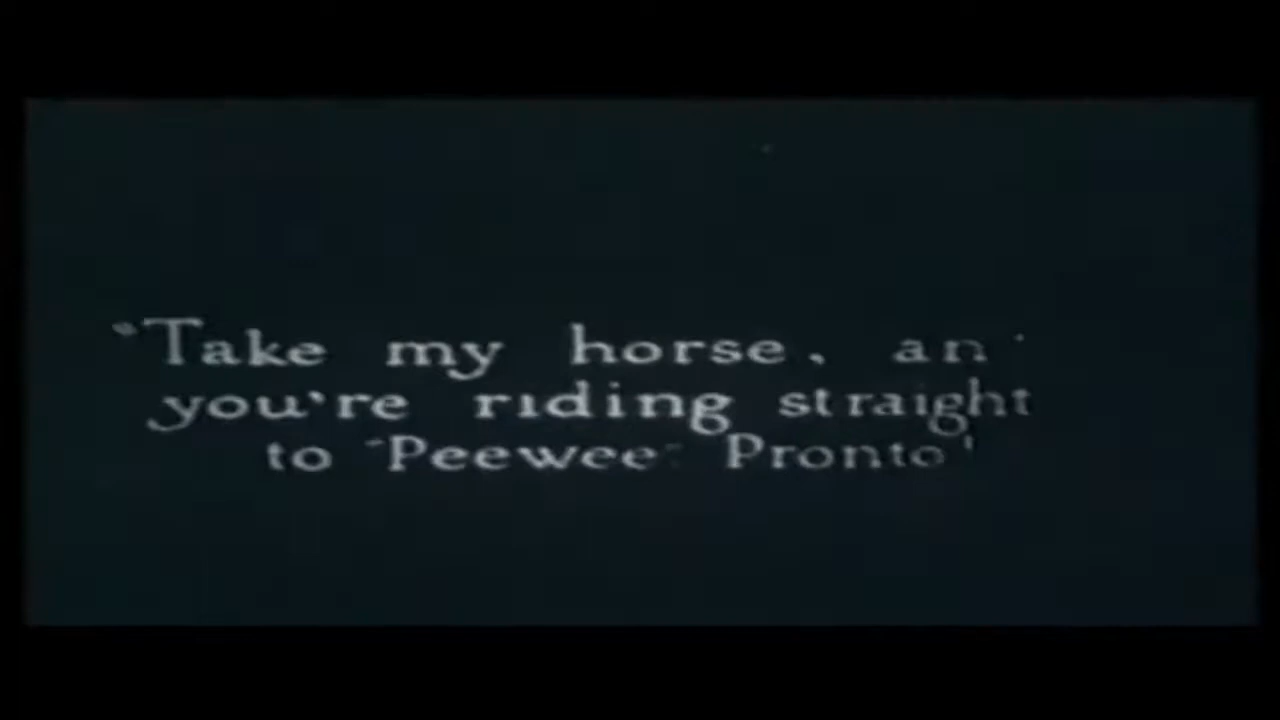 "Take my horse, an'
you're riding straight
to "Peewee" Pronto"